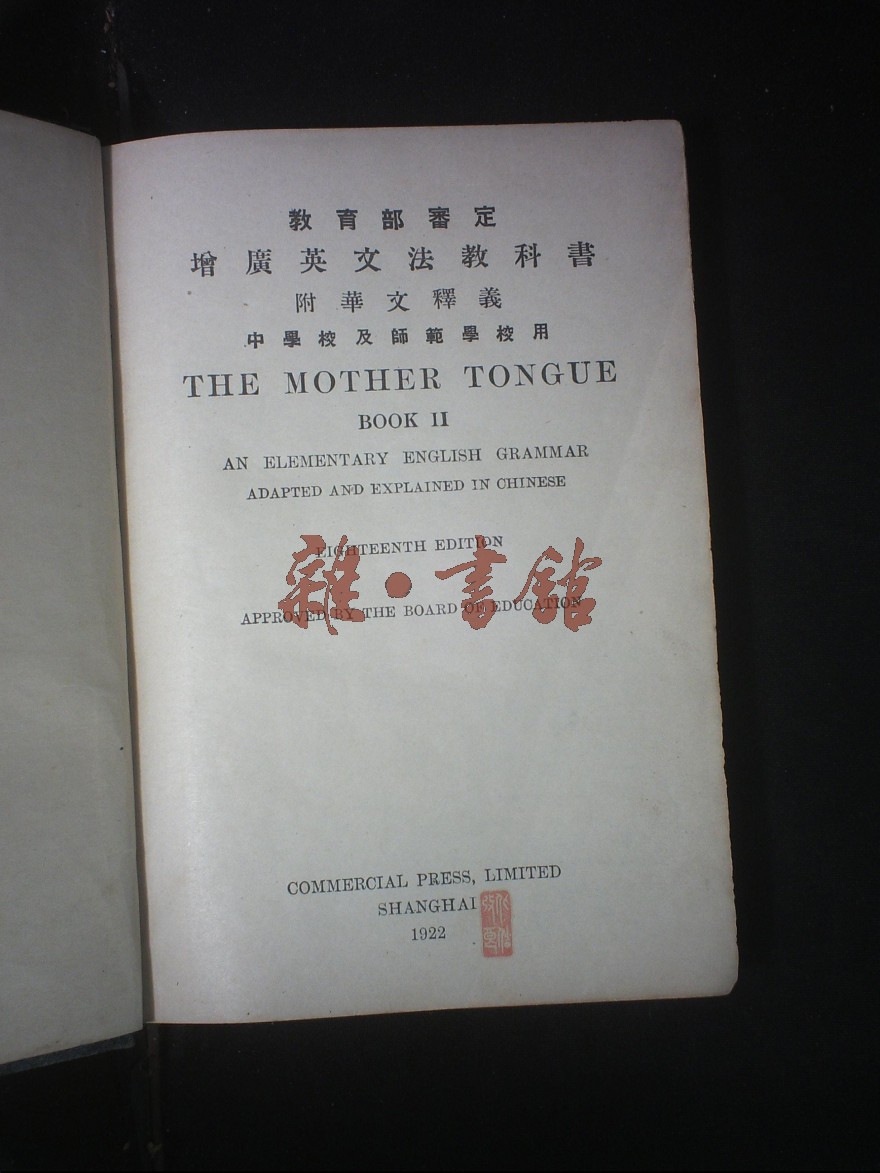 教育部審定
增廣英文法教科書
附華文釋義
中學校及師範學校用
THE MOTHER TONGUE
BOOK II
AN ELEMENTARY ENGLISH GRAMMAR
ADAPTED AND EXPLAINED IN CHINESE
EIGHTEENTH EDITION
雜·書館
APPROVED BY THE BOARD OF EDUCATION
COMMERCIAL PRESS, LIMITED
SHANGHAI
1922